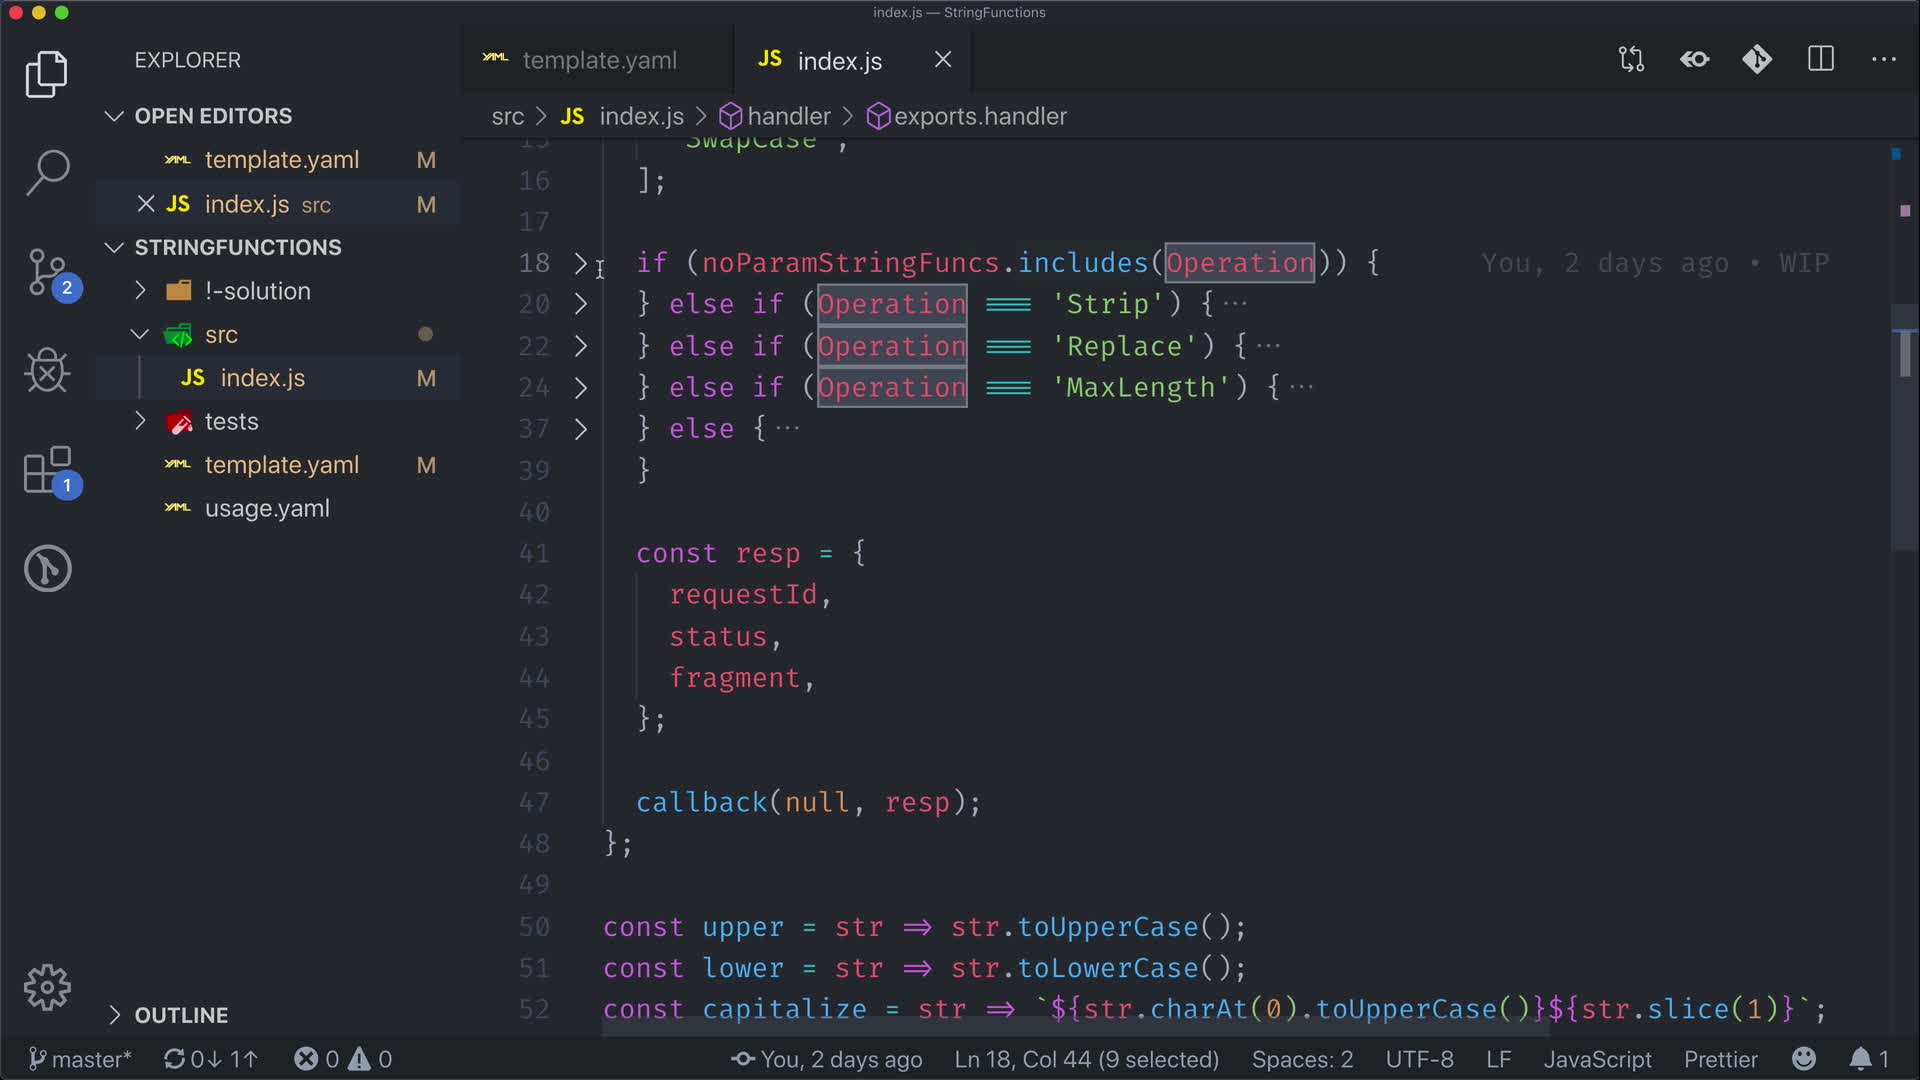 index.js — StringFunctions
EXPLORER
OPEN EDITORS
YAML template.yaml M
JS index.js src M
STRINGFUNCTIONS
!-solution
src
JS index.js M
tests
YAML template.yaml M
YAML usage.yaml
OUTLINE
2
1
YAML template.yaml
JS index.js
src > JS index.js > handler > exports.handler
15 "SwapCase",
16 ];
17
18 if (noParamStringFuncs.includes(Operation)) { You, 2 days ago • WIP
20 } else if (Operation === 'Strip') {···
22 } else if (Operation === 'Replace') {···
24 } else if (Operation === 'MaxLength') {···
37 } else {···
39 }
40
41 const resp = {
42 requestId,
43 status,
44 fragment,
45 };
46
47 callback(null, resp);
48 };
49
50 const upper = str => str.toUpperCase();
51 const lower = str => str.toLowerCase();
52 const capitalize = str => `${str.charAt(0).toUpperCase()}${str.slice(1)}`;
master* 0↓ 1↑ 0 0 You, 2 days ago Ln 18, Col 44 (9 selected) Spaces: 2 UTF-8 LF JavaScript Prettier 1